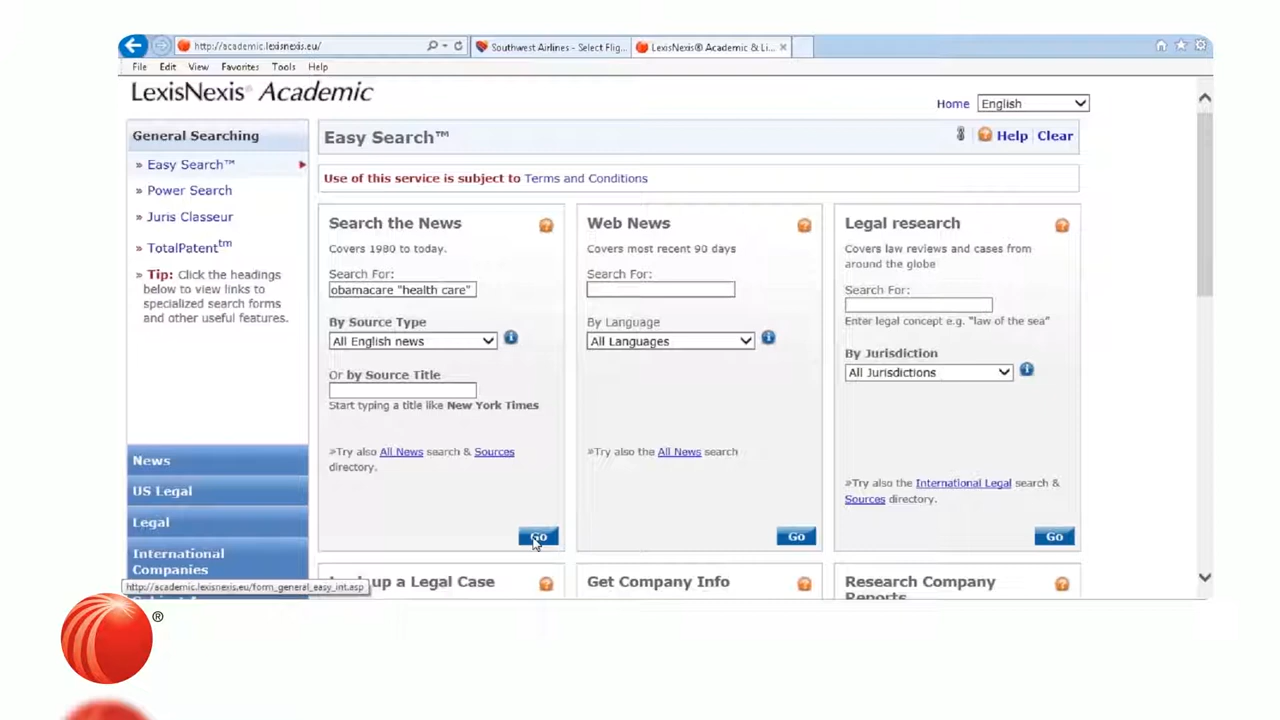 http://academic.lexisnexis.eu/
Southwest Airlines - Select Flig...
LexisNexis® Academic & Li...
File Edit View Favorites Tools Help
LexisNexis® Academic
Home English
General Searching
» Easy Search™
» Power Search
» Juris Classeur
» TotalPatent™
» Tip: Click the headings
below to view links to
specialized search forms
and other useful features.
News
US Legal
Legal
International
Companies
http://academic.lexisnexis.eu/form_general_easy_int.asp
Easy Search™
Help Clear
Use of this service is subject to Terms and Conditions
Search the News
Covers 1980 to today.
Search For:
obamacare "health care"
By Source Type
All English news
Or by Source Title
Start typing a title like New York Times
»Try also All News search & Sources
directory.
Go
Web News
Covers most recent 90 days
Search For:
By Language
All Languages
»Try also the All News search
Go
Legal research
Covers law reviews and cases from
around the globe
Search For:
Enter legal concept e.g. "law of the sea"
By Jurisdiction
All Jurisdictions
»Try also the International Legal search &
Sources directory.
Go
up a Legal Case
Get Company Info
Research Company
Reports
®